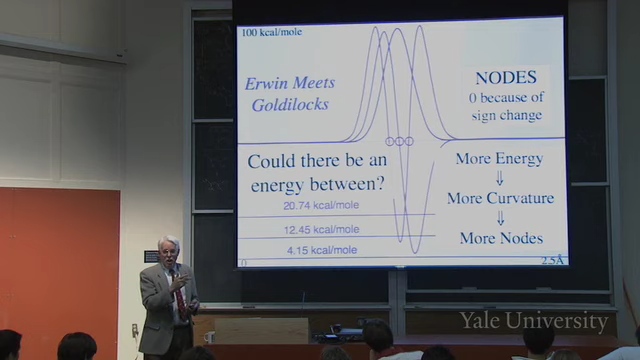 100 kcal/mole
Erwin Meets
Goldilocks
NODES
0 because of
sign change
Could there be an
energy between?
20.74 kcal/mole
12.45 kcal/mole
4.15 kcal/mole
More Energy
⇓
More Curvature
⇓
More Nodes
0
2.5Å
Yale University